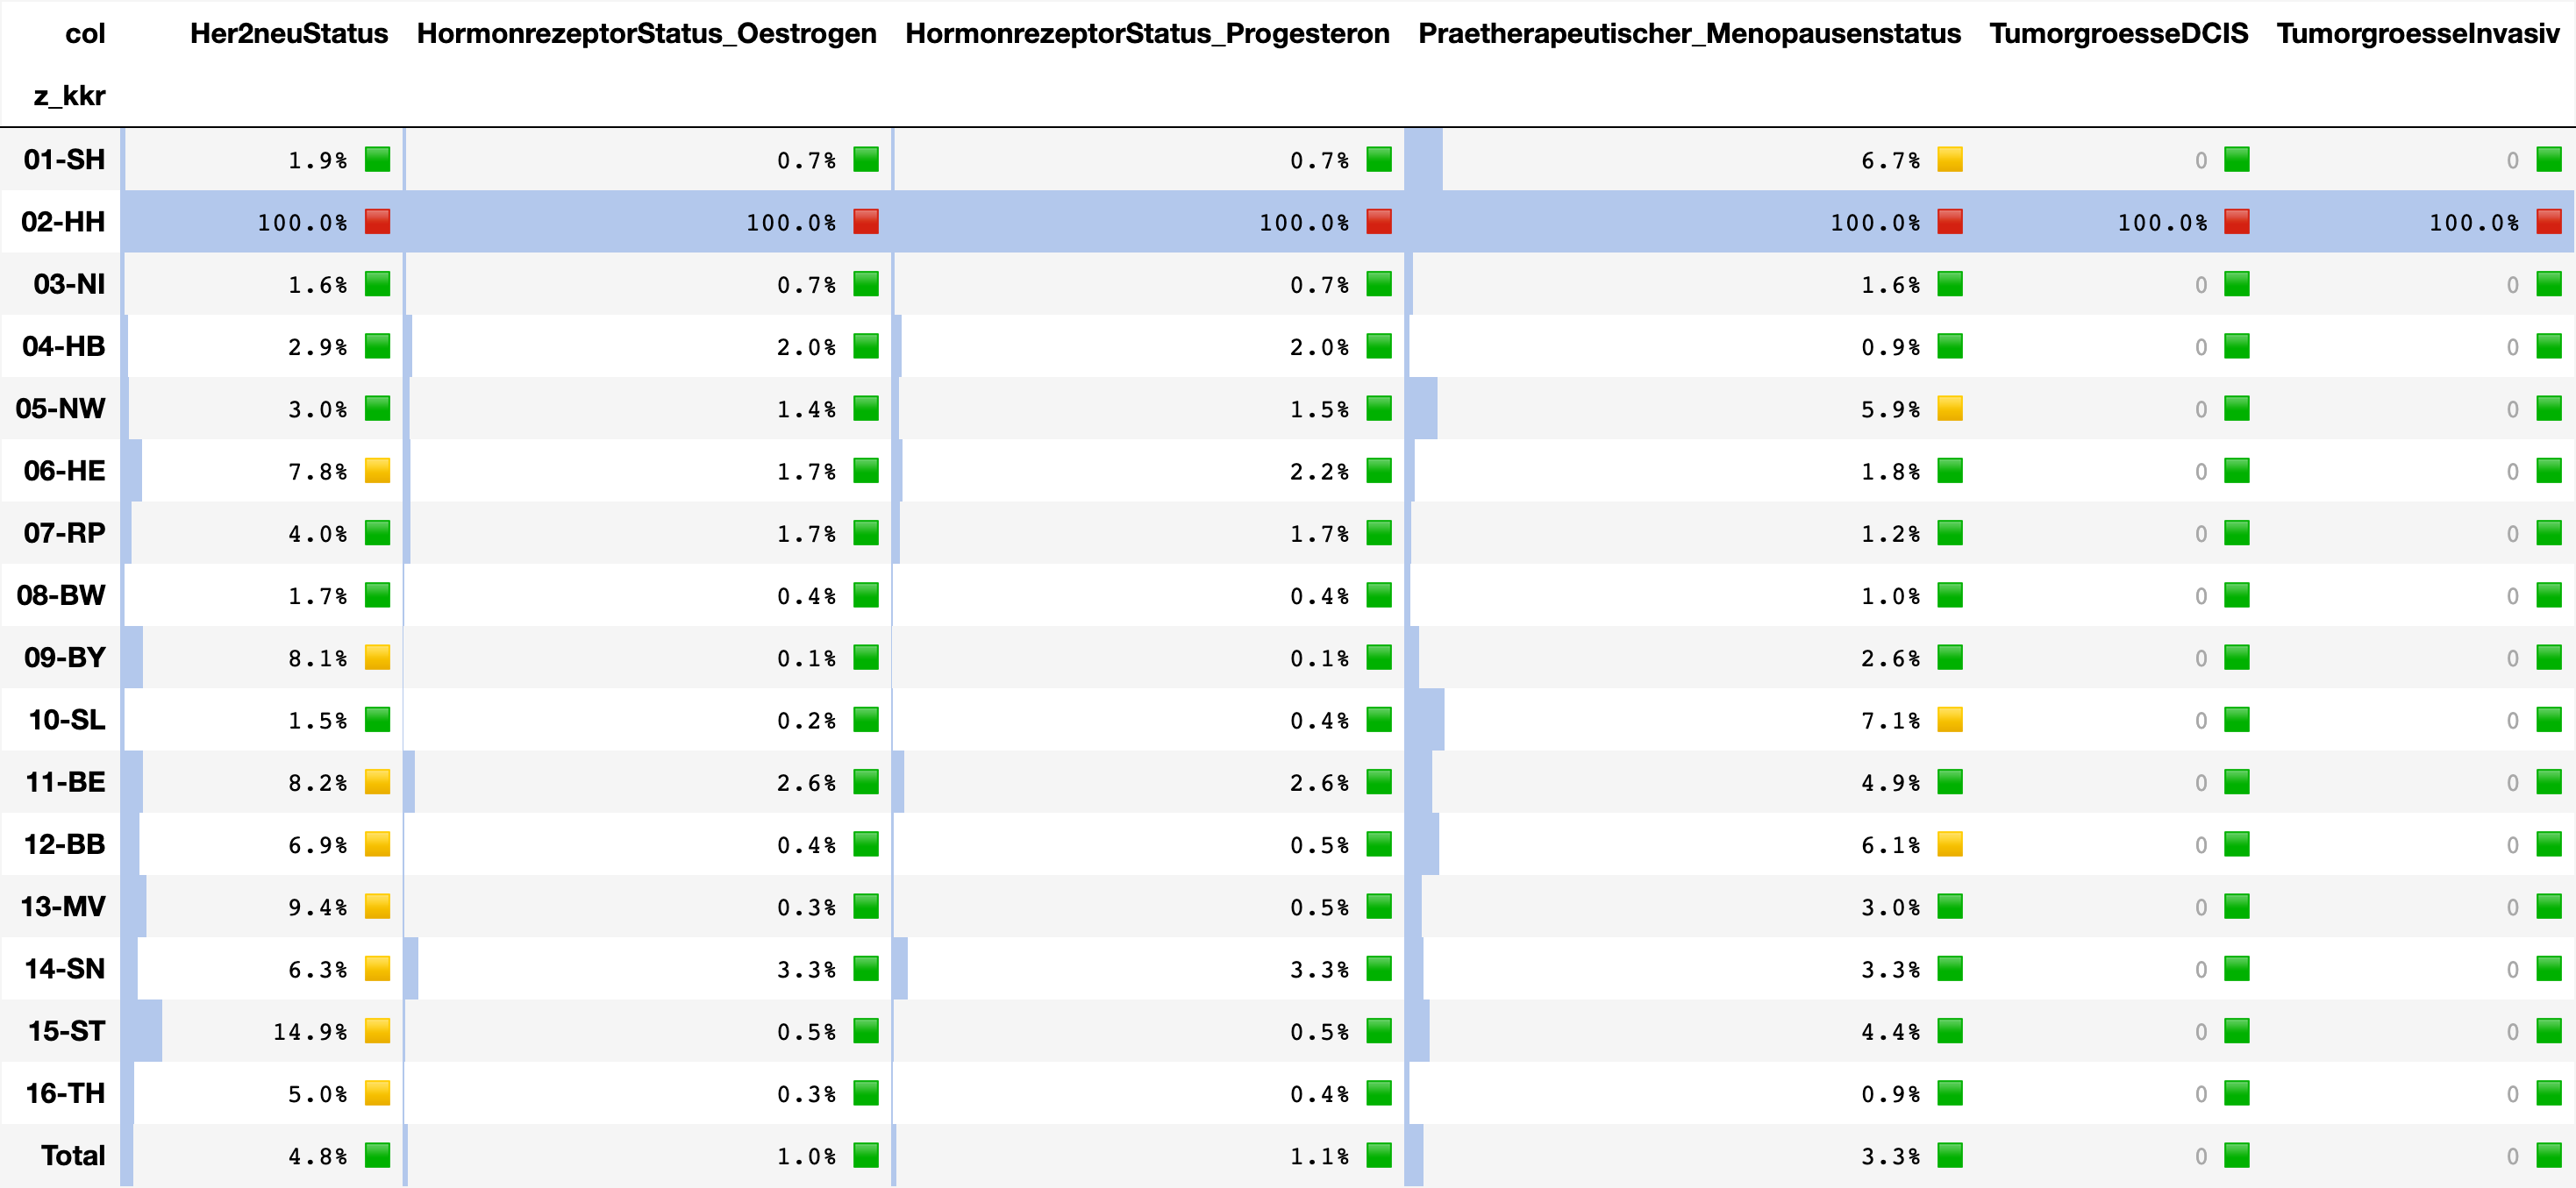 col Her2neuStatus HormonrezeptorStatus_Oestrogen HormonrezeptorStatus_Progesteron Praetherapeutischer_Menopausenstatus TumorgroesseDCIS TumorgroesseInvasiv
z_kkr
01-SH 1.9% 0.7% 0.7% 6.7% 0 0
02-HH 100.0% 100.0% 100.0% 100.0% 100.0% 100.0%
03-NI 1.6% 0.7% 0.7% 1.6% 0 0
04-HB 2.9% 2.0% 2.0% 0.9% 0 0
05-NW 3.0% 1.4% 1.5% 5.9% 0 0
06-HE 7.8% 1.7% 2.2% 1.8% 0 0
07-RP 4.0% 1.7% 1.7% 1.2% 0 0
08-BW 1.7% 0.4% 0.4% 1.0% 0 0
09-BY 8.1% 0.1% 0.1% 2.6% 0 0
10-SL 1.5% 0.2% 0.4% 7.1% 0 0
11-BE 8.2% 2.6% 2.6% 4.9% 0 0
12-BB 6.9% 0.4% 0.5% 6.1% 0 0
13-MV 9.4% 0.3% 0.5% 3.0% 0 0
14-SN 6.3% 3.3% 3.3% 3.3% 0 0
15-ST 14.9% 0.5% 0.5% 4.4% 0 0
16-TH 5.0% 0.3% 0.4% 0.9% 0 0
Total 4.8% 1.0% 1.1% 3.3% 0 0